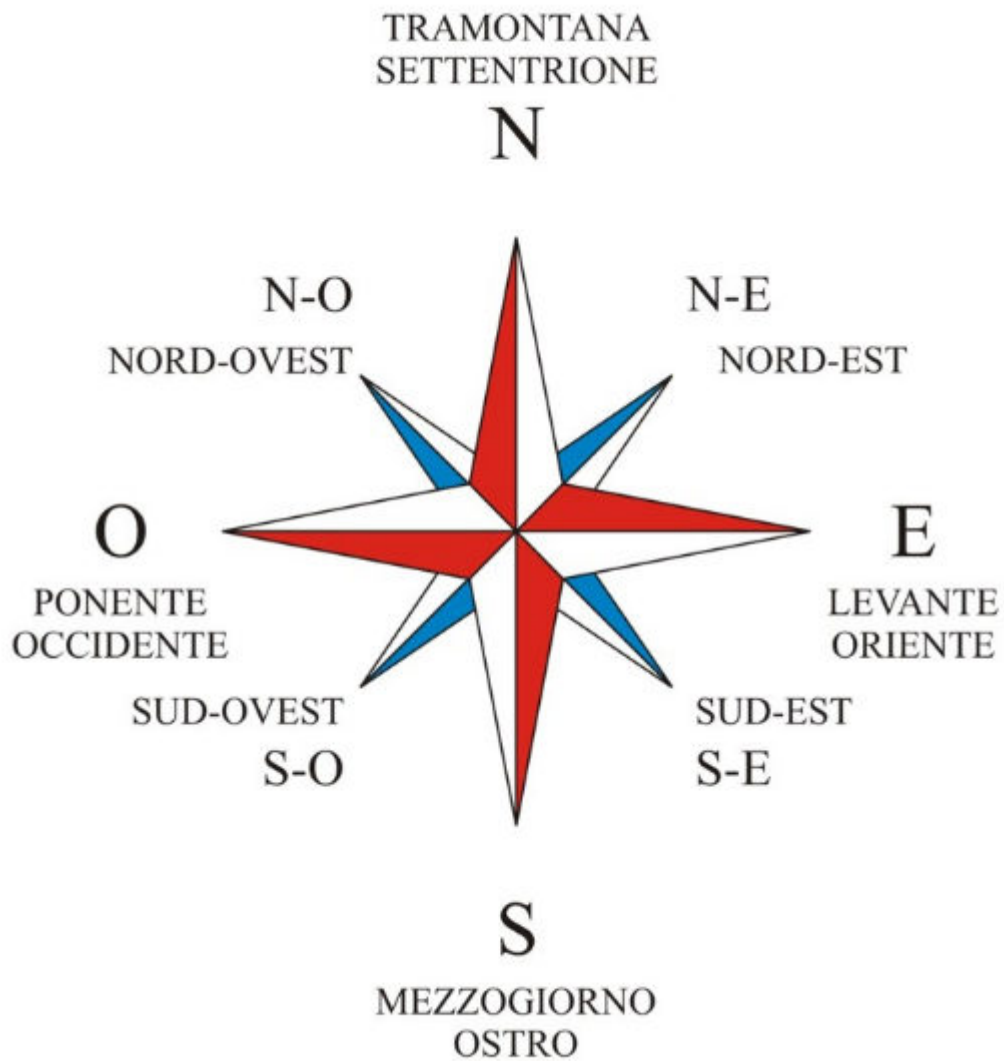 TRAMONTANA
SETTENTRIONE
N
N-O
NORD-OVEST
N-E
NORD-EST
O
PONENTE
OCCIDENTE
E
LEVANTE
ORIENTE
SUD-OVEST
S-O
SUD-EST
S-E
S
MEZZOGIORNO
OSTRO